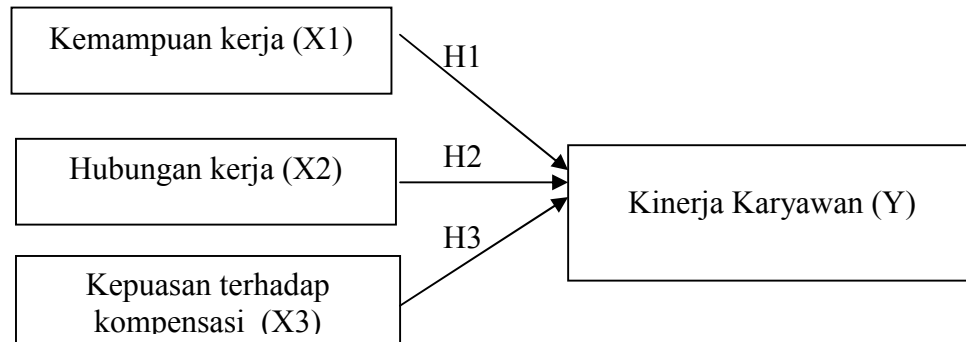 Kemampuan kerja (X1)
H1
Hubungan kerja (X2)
H2
Kinerja Karyawan (Y)
H3
Kepuasan terhadap
kompensasi (X3)